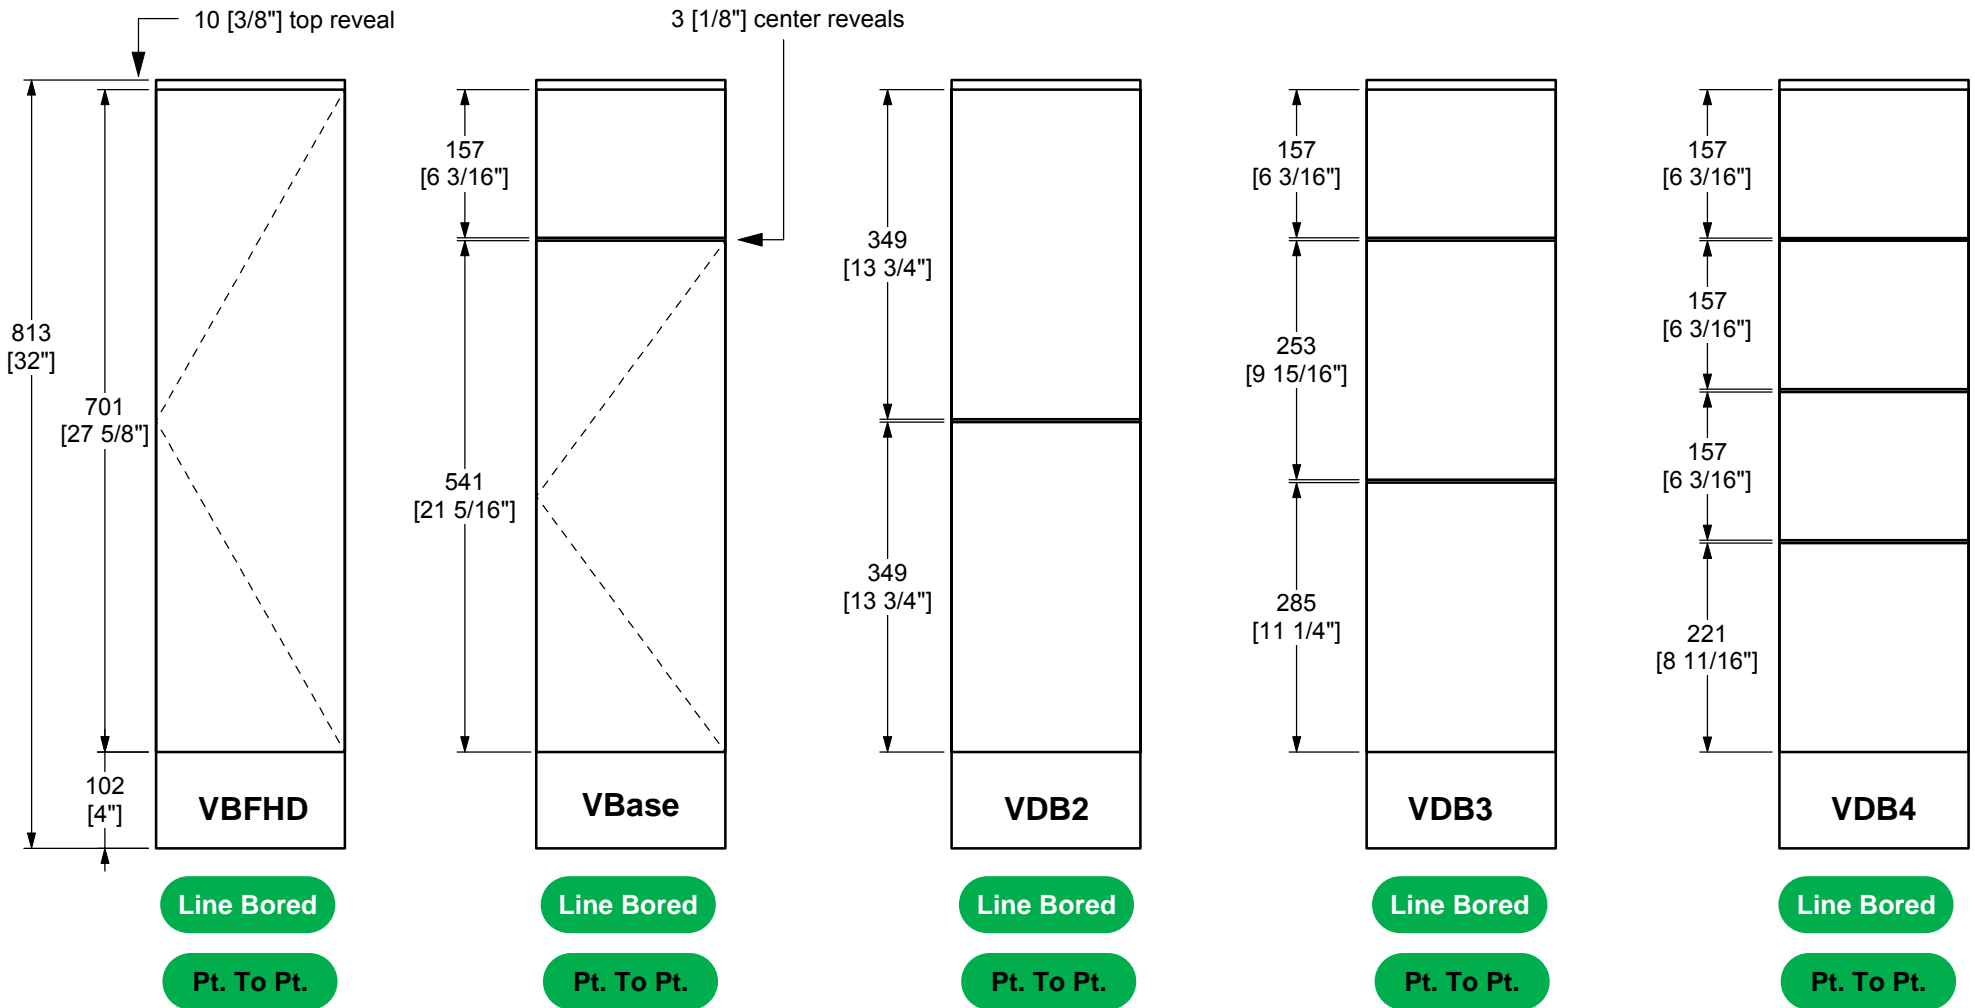 10 [3/8"] top reveal
3 [1/8"] center reveals
813
[32"]
701
[27 5/8"]
102
[4"]
VBFHD
Line Bored
Pt. To Pt.
157
[6 3/16"]
541
[21 5/16"]
VBase
Line Bored
Pt. To Pt.
349
[13 3/4"]
349
[13 3/4"]
VDB2
Line Bored
Pt. To Pt.
157
[6 3/16"]
253
[9 15/16"]
285
[11 1/4"]
VDB3
Line Bored
Pt. To Pt.
157
[6 3/16"]
157
[6 3/16"]
157
[6 3/16"]
221
[8 11/16"]
VDB4
Line Bored
Pt. To Pt.